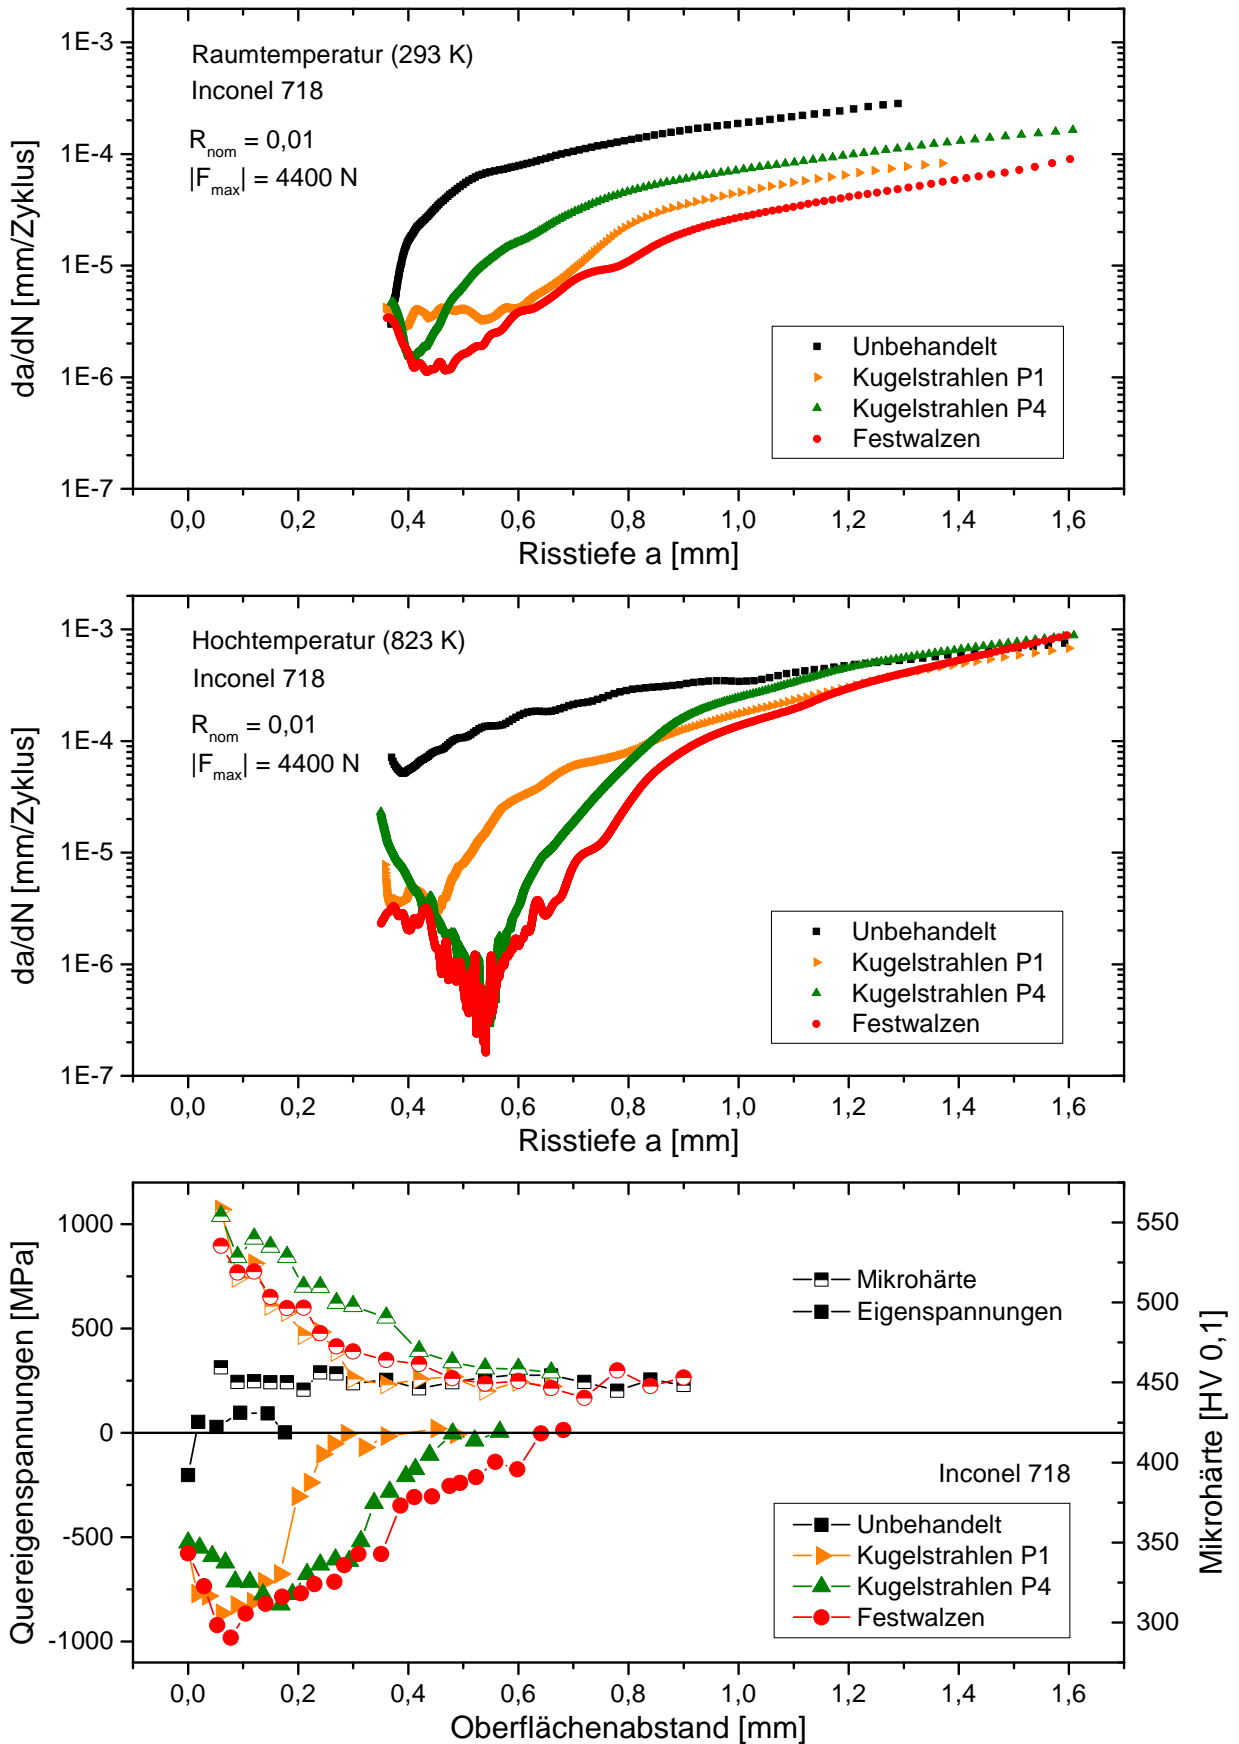 Raumtemperatur (293 K)
Inconel 718
R_nom = 0,01
|F_max| = 4400 N
da/dN [mm/Zyklus]
1E-3
1E-4
1E-5
1E-6
1E-7
Unbehandelt
Kugelstrahlen P1
Kugelstrahlen P4
Festwalzen
0,0 0,2 0,4 0,6 0,8 1,0 1,2 1,4 1,6
Risstiefe a [mm]
Hochtemperatur (823 K)
Inconel 718
R_nom = 0,01
|F_max| = 4400 N
da/dN [mm/Zyklus]
1E-3
1E-4
1E-5
1E-6
1E-7
Unbehandelt
Kugelstrahlen P1
Kugelstrahlen P4
Festwalzen
0,0 0,2 0,4 0,6 0,8 1,0 1,2 1,4 1,6
Risstiefe a [mm]
Quereigenspannungen [MPa]
1000
500
0
-500
-1000
Mikrohärte
Eigenspannungen
Inconel 718
Unbehandelt
Kugelstrahlen P1
Kugelstrahlen P4
Festwalzen
550
500
450
400
350
300
Mikrohärte [HV 0,1]
0,0 0,2 0,4 0,6 0,8 1,0 1,2 1,4 1,6
Oberflächenabstand [mm]